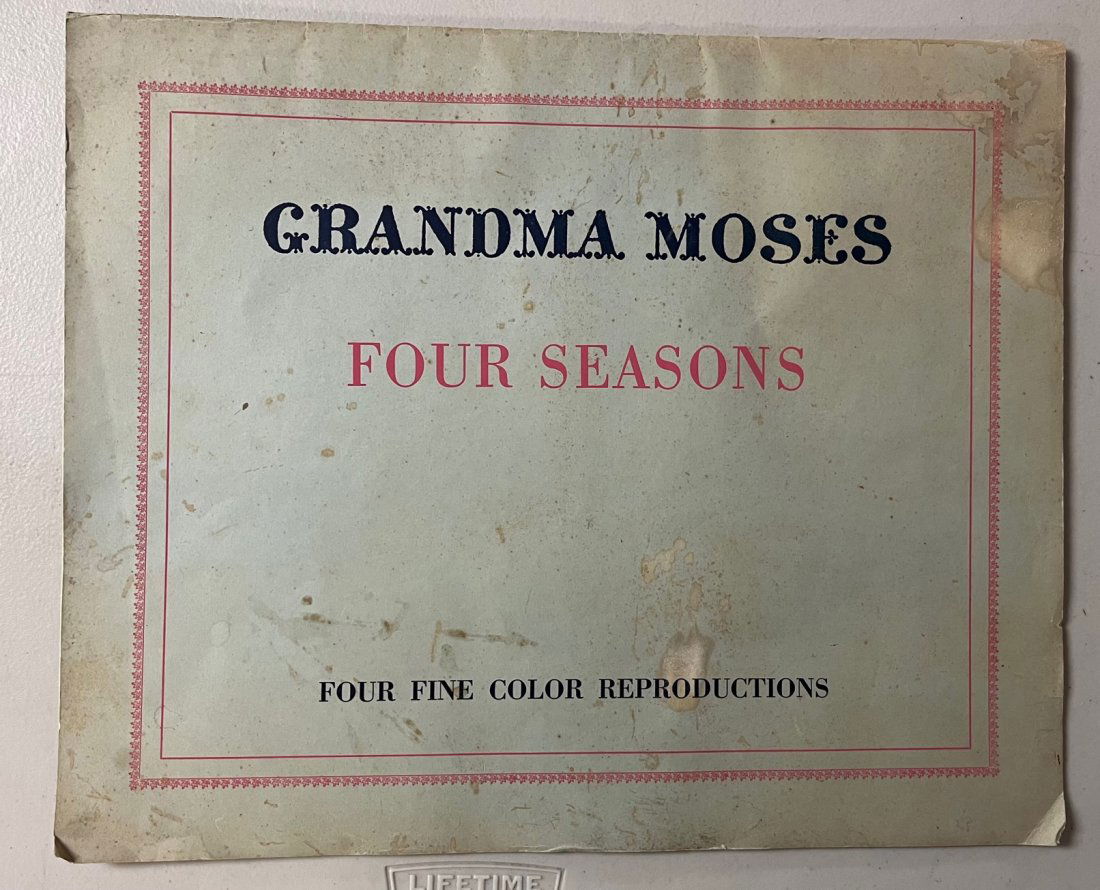 GRANDMA MOSES
FOUR SEASONS
FOUR FINE COLOR REPRODUCTIONS
LIFETIME